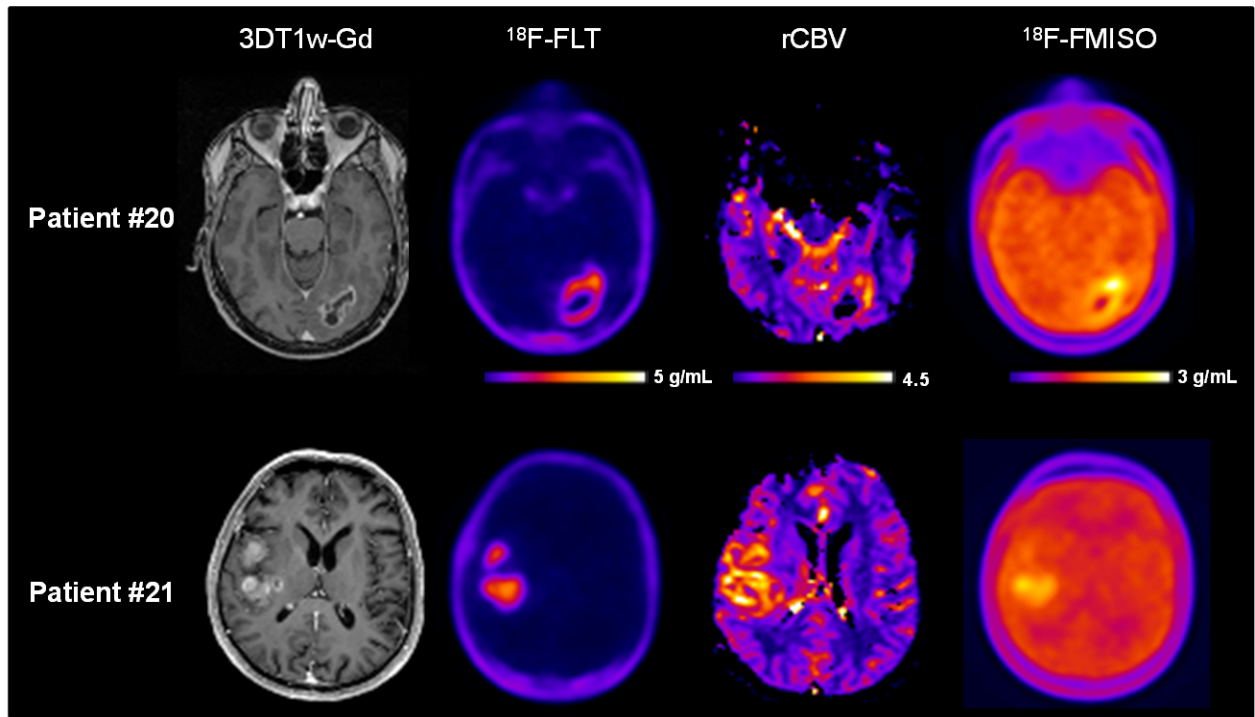 3DT1w-Gd ¹⁸F-FLT rCBV ¹⁸F-FMISO
Patient #20
5 g/mL 4.5 3 g/mL
Patient #21